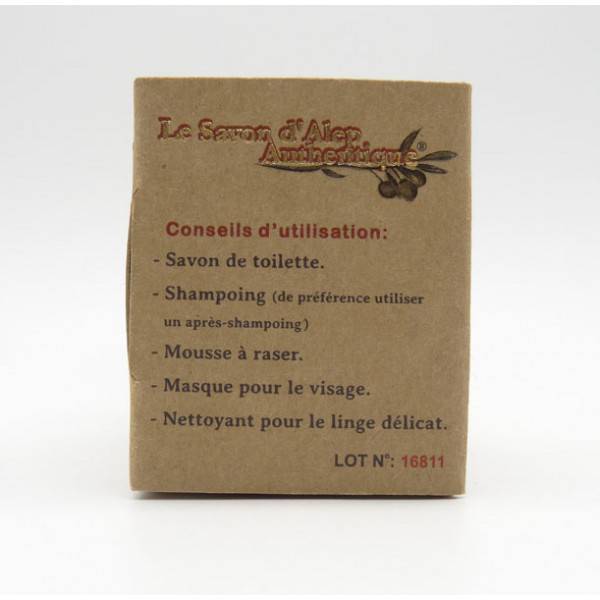 Le Savon d'Alep
Authentique®
Conseils d'utilisation:
- Savon de toilette.
- Shampoing (de préférence utiliser
un après-shampoing)
- Mousse à raser.
- Masque pour le visage.
- Nettoyant pour le linge délicat.
LOT N°: 16811